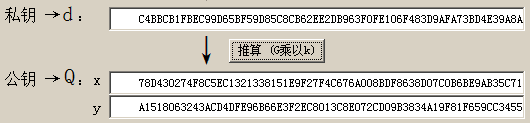 私钥 →d： C4BBCB1FBEC99D65BF59D85C8CB62EE2DB963F0FE106F483D9AFA73BD4E39A8A
推算 (G乘以k)
公钥 →Q： x 78D430274F8C5EC1321338151E9F27F4C676A008BDF8638D07C0B6BE9AB35C71
y A1518063243ACD4DFE96B66E3F2EC8013C8E072CD09B3834A19F81F659CC3455